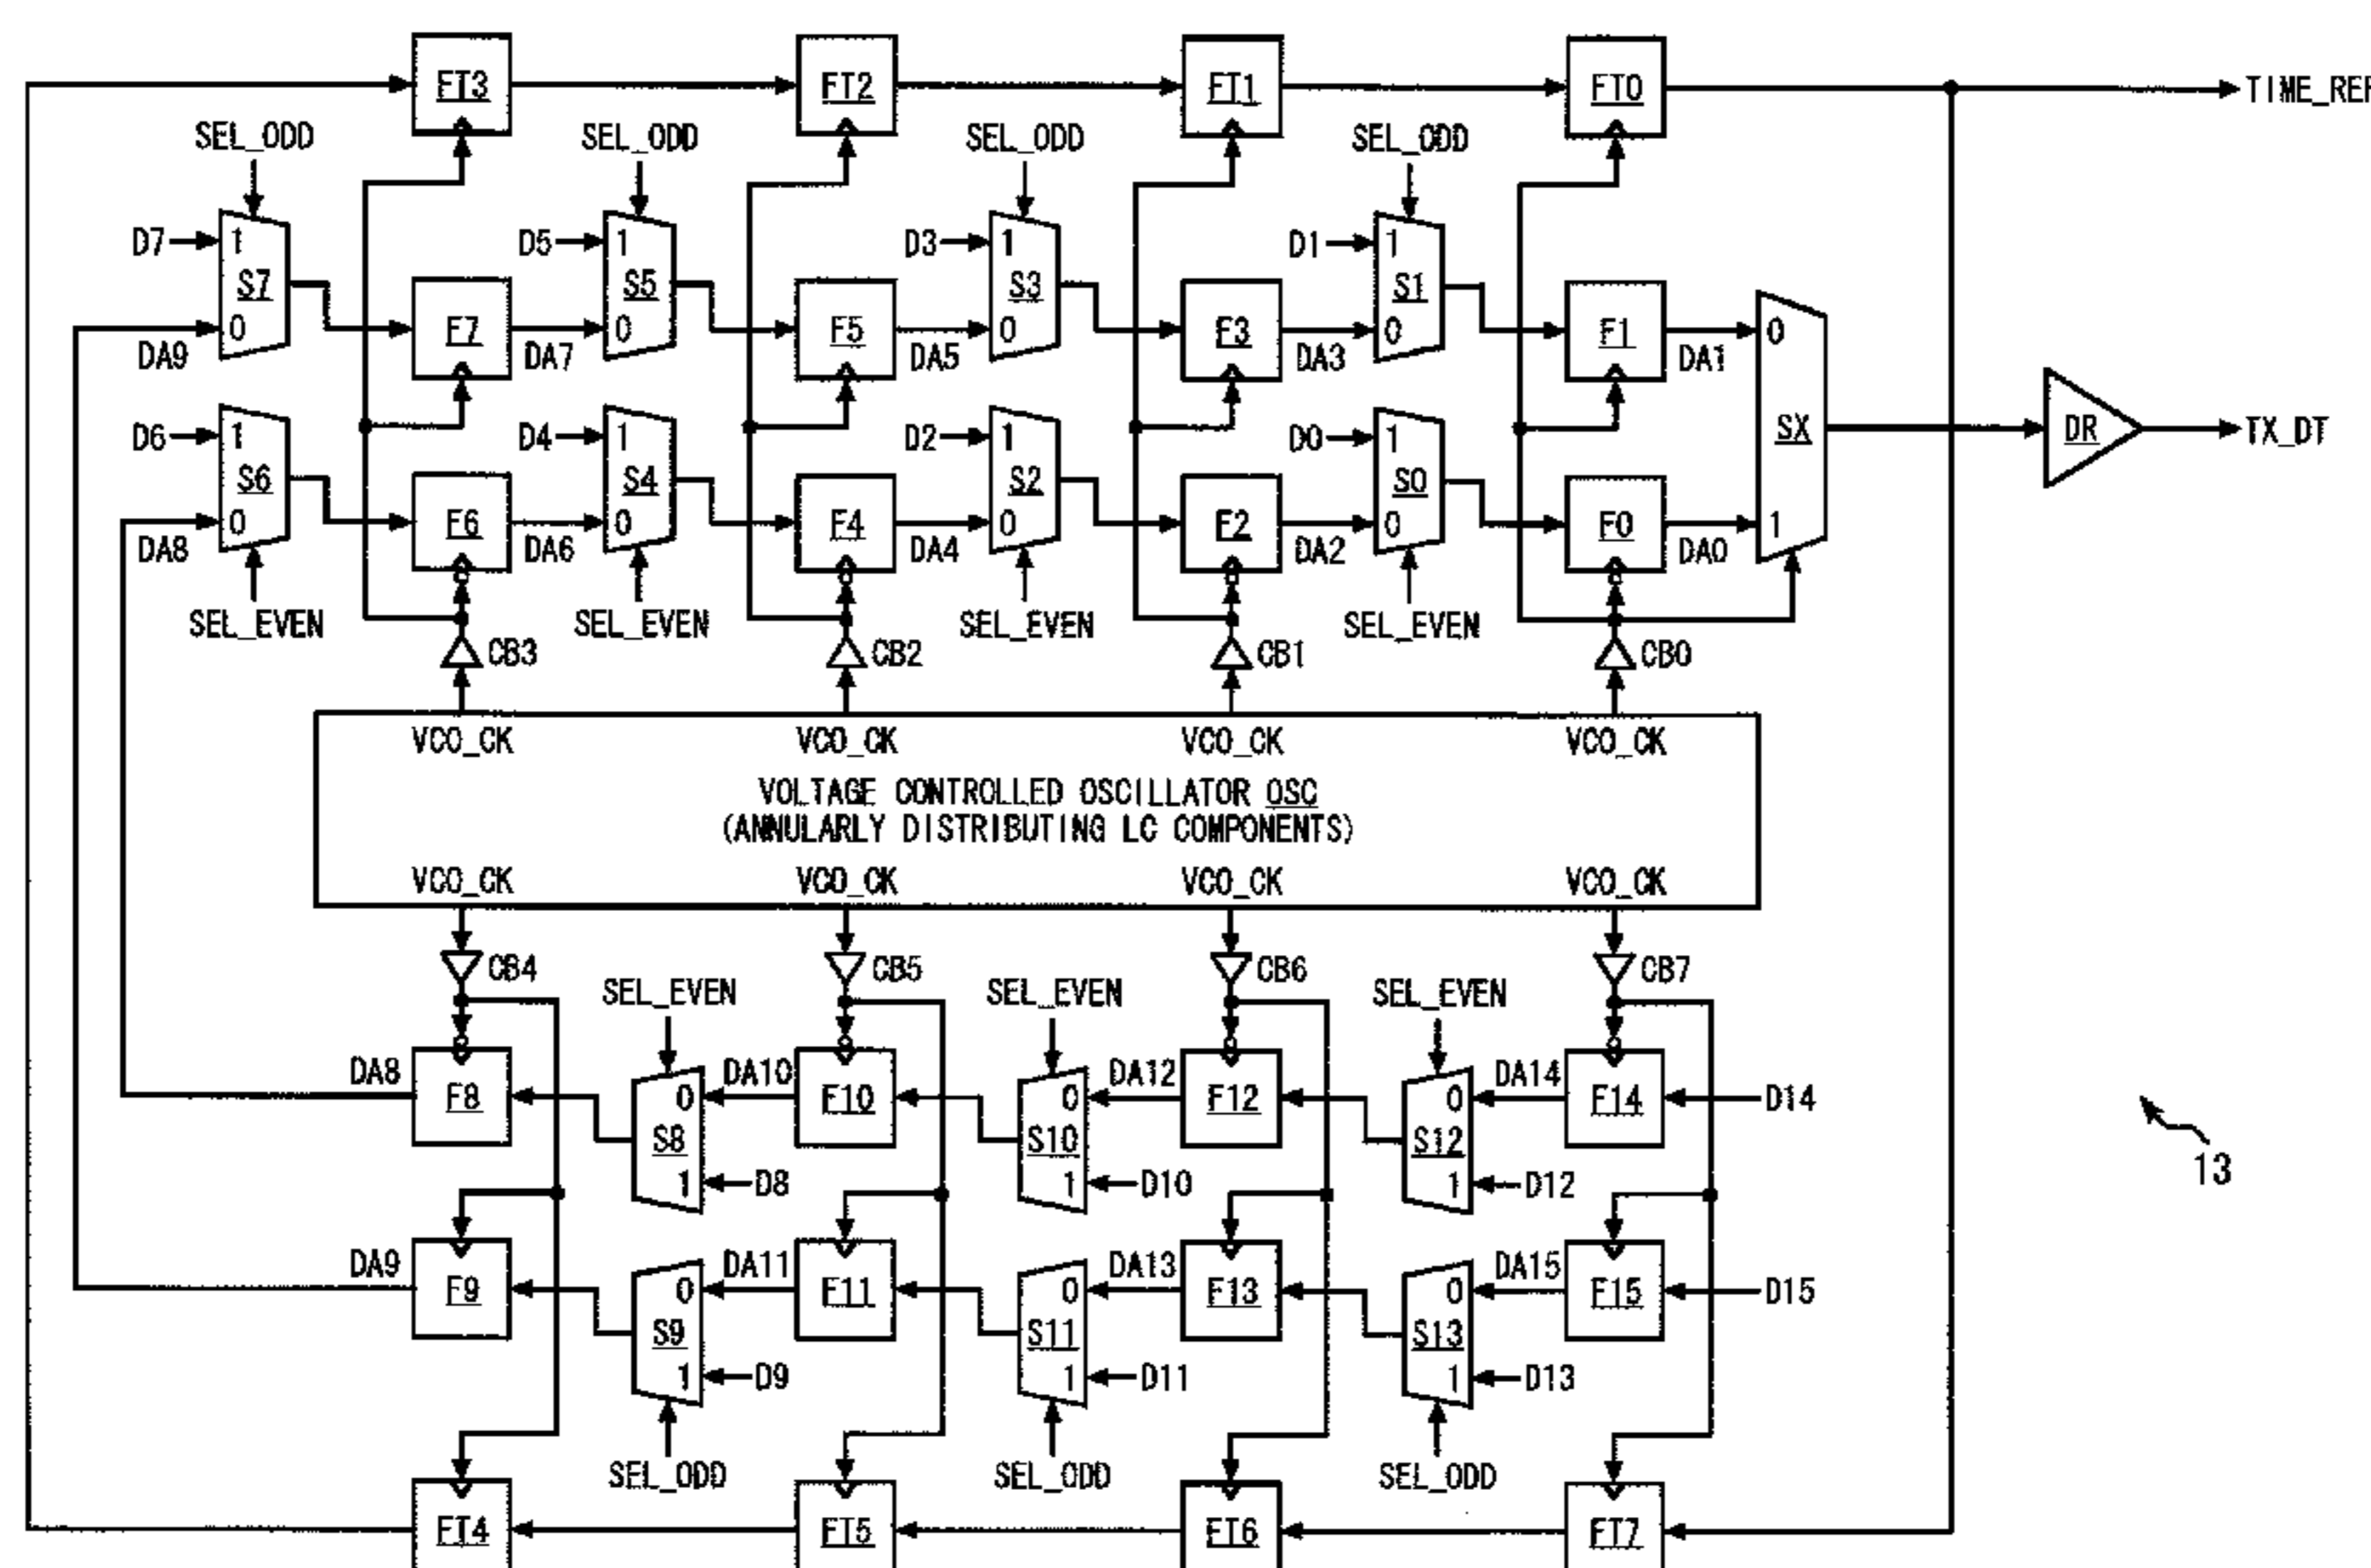 FT3 FT2 FT1 FT0 TIME_REF
SEL_ODD SEL_ODD SEL_ODD SEL_ODD
D7 1 D5 1 D3 1 D1 1
S7 S5 S3 S1
0 F7 0 F5 0 F3 0 F1 0
DA9 DA7 DA5 DA3 DA1
D6 1 D4 1 D2 1 D0 1 SX DR TX_DT
S6 S4 S2 S0
0 F6 0 F4 0 F2 0 F0 1
DA8 DA6 DA4 DA2 DA0
SEL_EVEN SEL_EVEN SEL_EVEN SEL_EVEN
CB3 CB2 CB1 CB0
VCO_CK VCO_CK VCO_CK VCO_CK
VOLTAGE CONTROLLED OSCILLATOR OSC
(ANNULARLY DISTRIBUTING LC COMPONENTS)
VCO_CK VCO_CK VCO_CK VCO_CK
CB4 CB5 CB6 CB7
SEL_EVEN SEL_EVEN SEL_EVEN
DA8 DA10 DA12 DA14
F8 0 F10 0 F12 0 F14 D14
S8 S10 S12
1 D8 1 D10 1 D12
13
DA9 DA11 DA13 DA15
F9 0 F11 0 F13 0 F15 D15
S9 S11 S13
1 D9 1 D11 1 D13
SEL_ODD SEL_ODD SEL_ODD
FT4 FT5 FT6 FT7